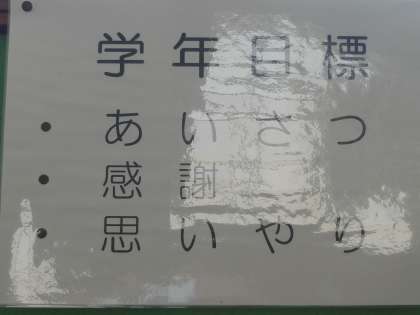 学年目標
・あいさつ
・感謝
・思いやり